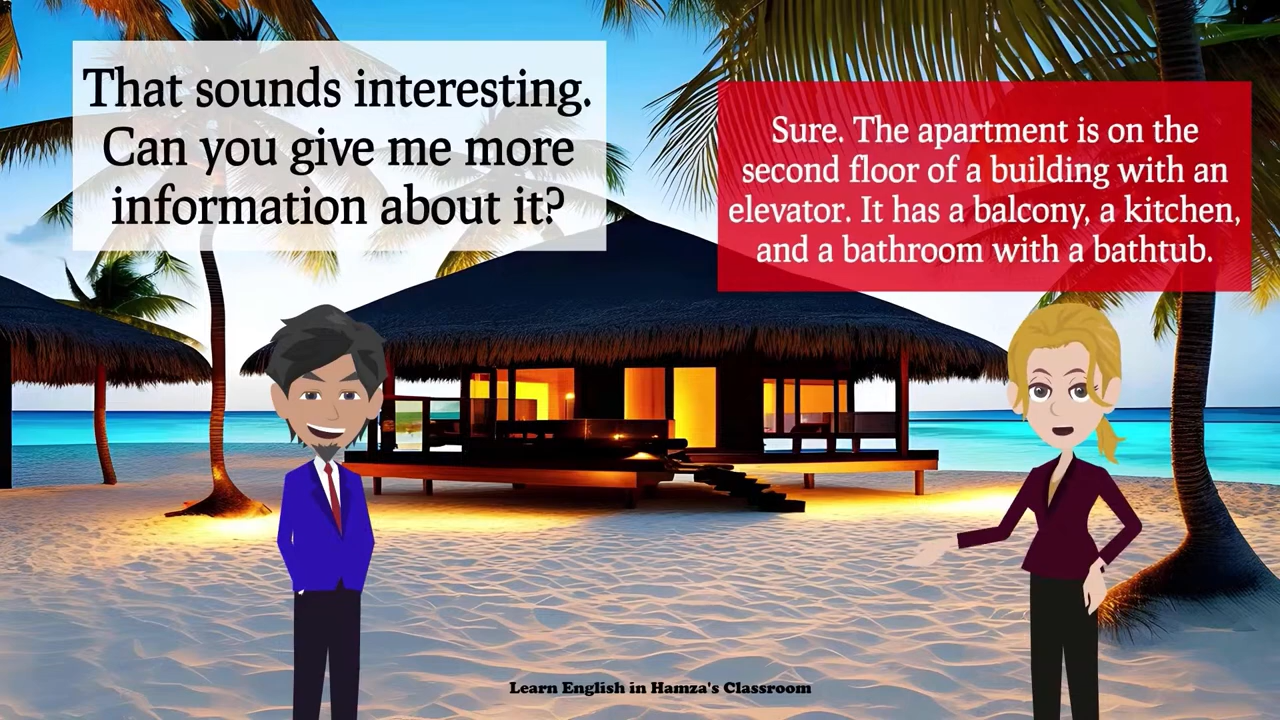 That sounds interesting.
Can you give me more
information about it?
Sure. The apartment is on the
second floor of a building with an
elevator. It has a balcony, a kitchen,
and a bathroom with a bathtub.
Learn English in Hamza's Classroom